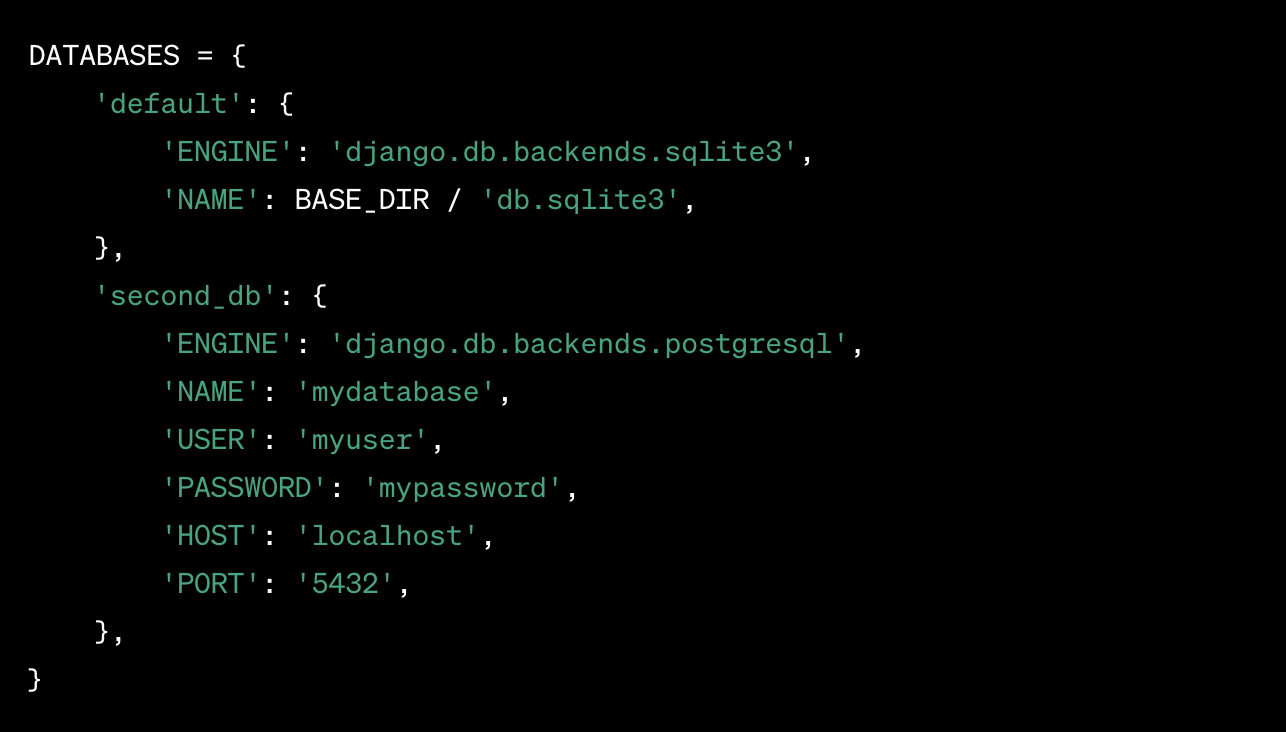 DATABASES = {
    'default': {
        'ENGINE': 'django.db.backends.sqlite3',
        'NAME': BASE_DIR / 'db.sqlite3',
    },
    'second_db': {
        'ENGINE': 'django.db.backends.postgresql',
        'NAME': 'mydatabase',
        'USER': 'myuser',
        'PASSWORD': 'mypassword',
        'HOST': 'localhost',
        'PORT': '5432',
    },
}